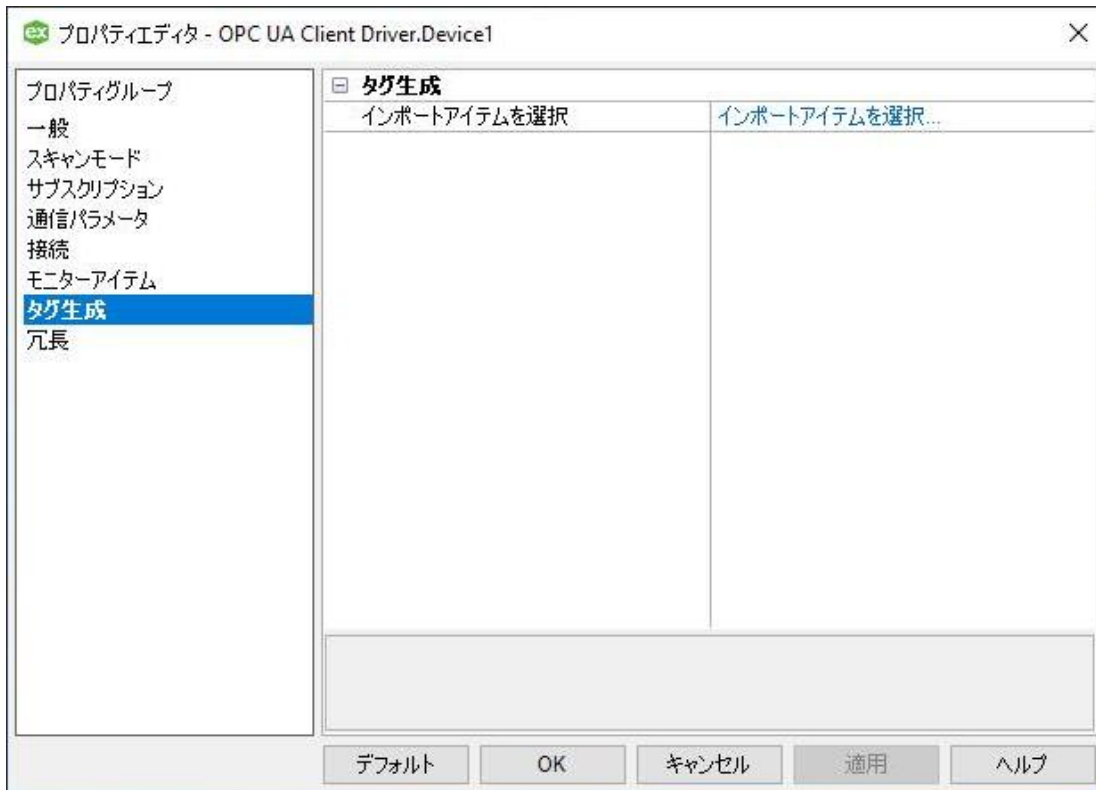 ex プロパティエディタ - OPC UA Client Driver.Device1
プロパティグループ
一般
スキャンモード
サブスクリプション
通信パラメータ
接続
モニターアイテム
タグ生成
冗長
タグ生成
インポートアイテムを選択 インポートアイテムを選択...
デフォルト OK キャンセル 適用 ヘルプ